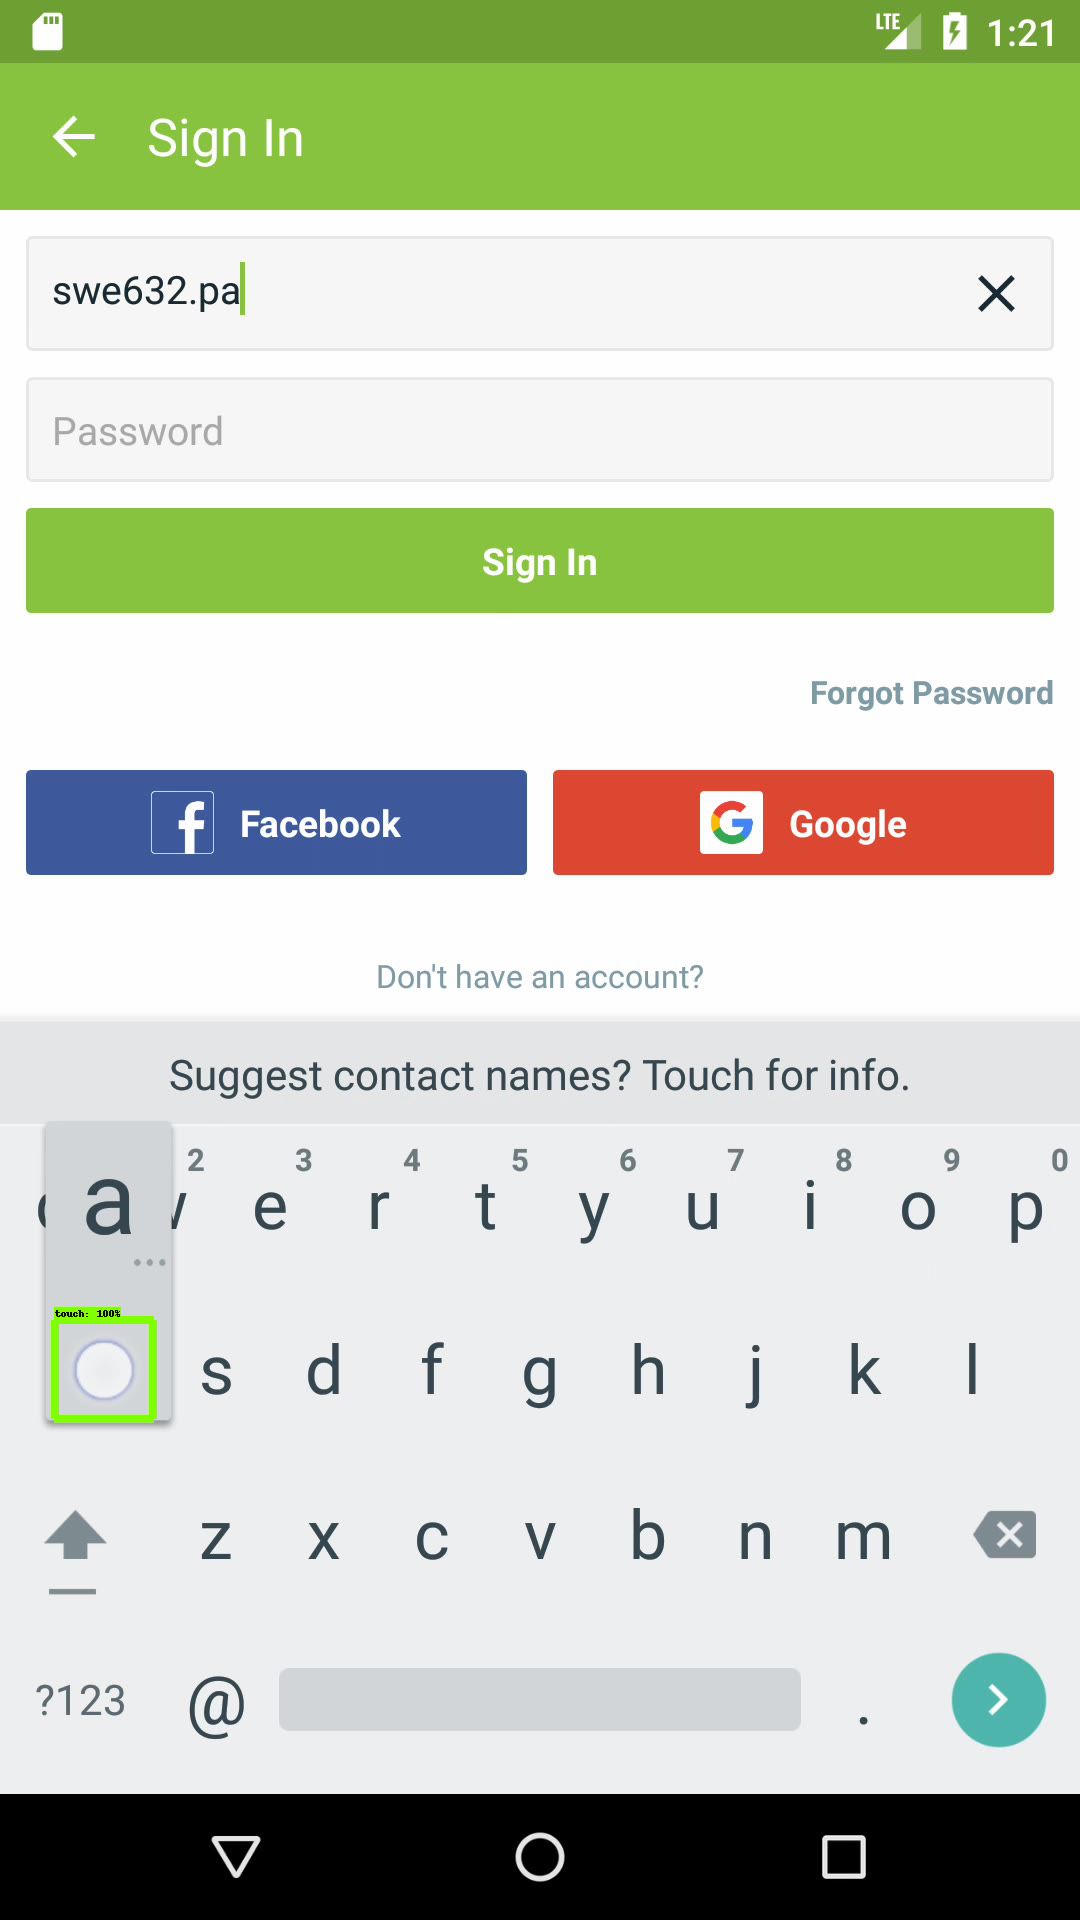 LTE 1:21
Sign In
swe632.pa
Password
Sign In
Forgot Password
Facebook
Google
Don't have an account?
Suggest contact names? Touch for info.
2 3 4 5 6 7 8 9 0
a e r t y u i o p
touch: 100%
s d f g h j k l
z x c v b n m
?123 @ .